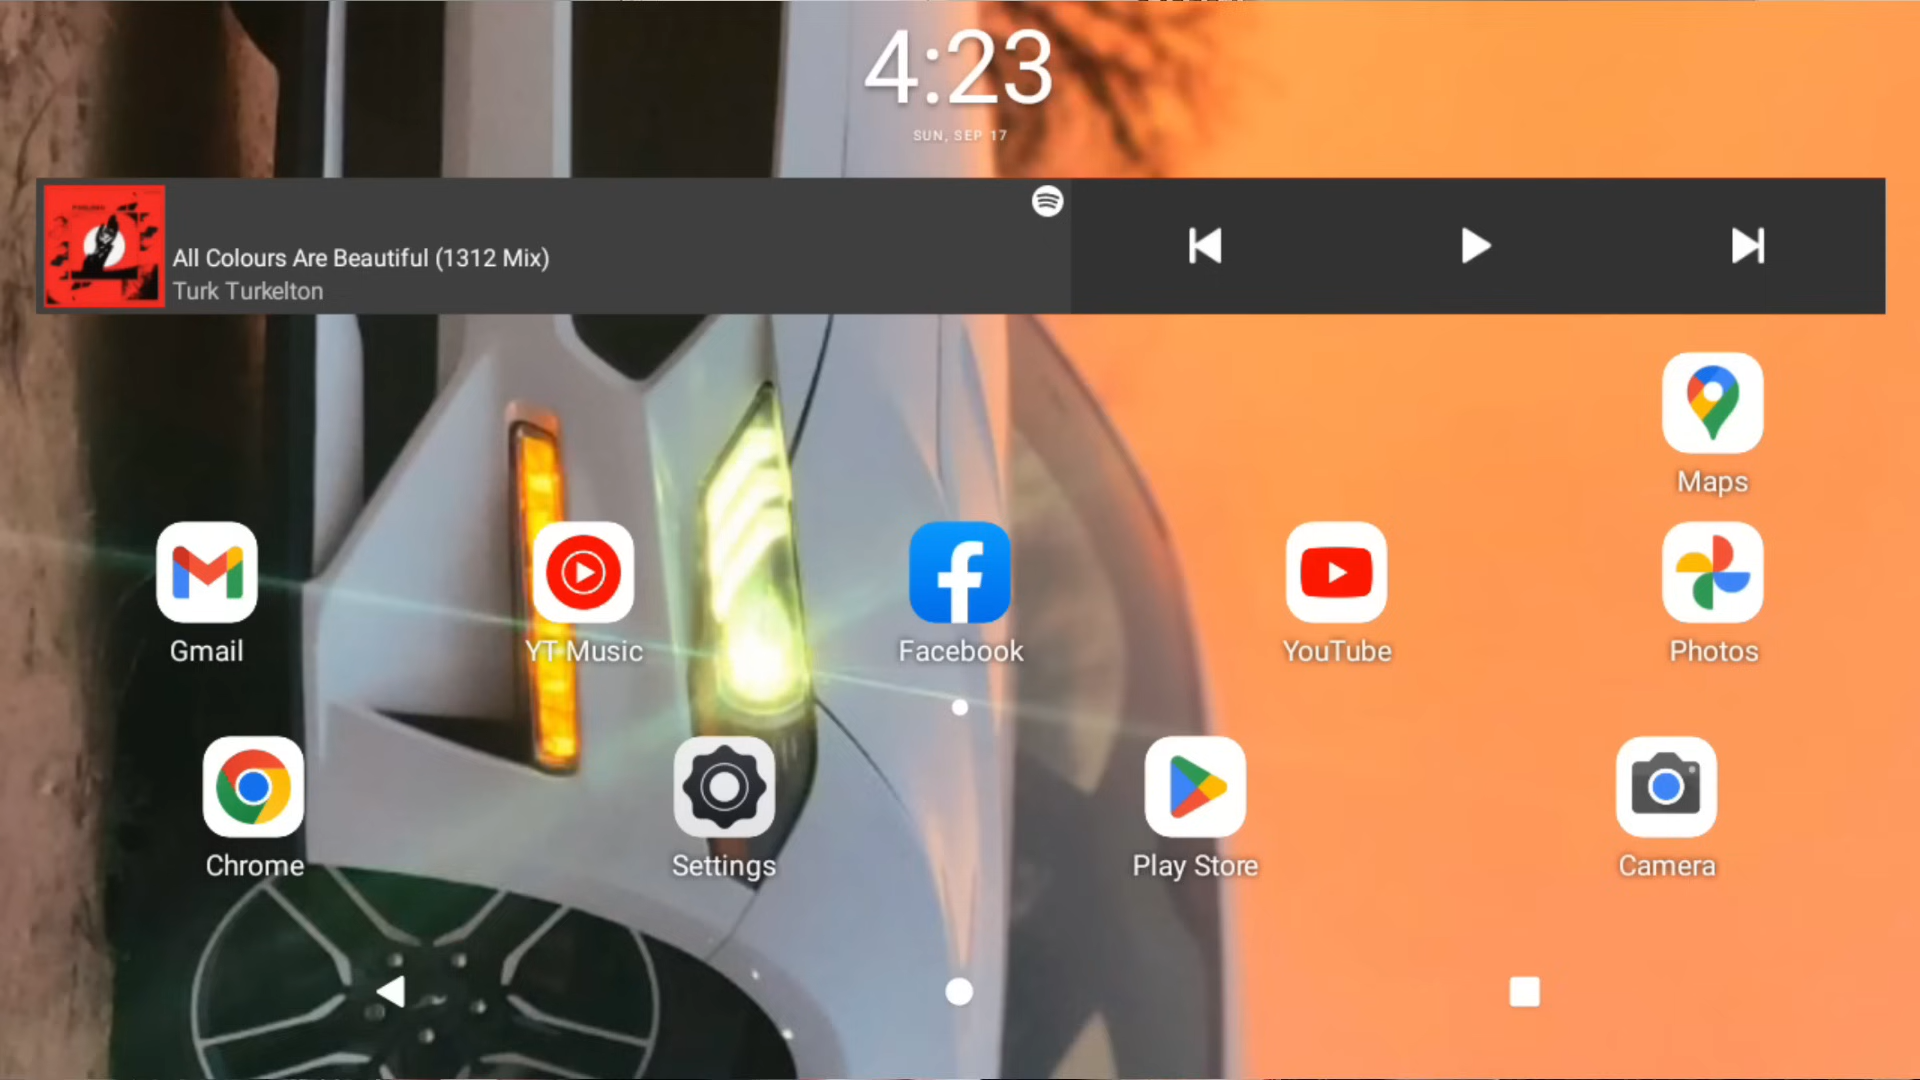 4:23
SUN, SEP 17
All Colours Are Beautiful (1312 Mix)
Turk Turkelton
Maps
Gmail
YT Music
Facebook
YouTube
Photos
Chrome
Settings
Play Store
Camera